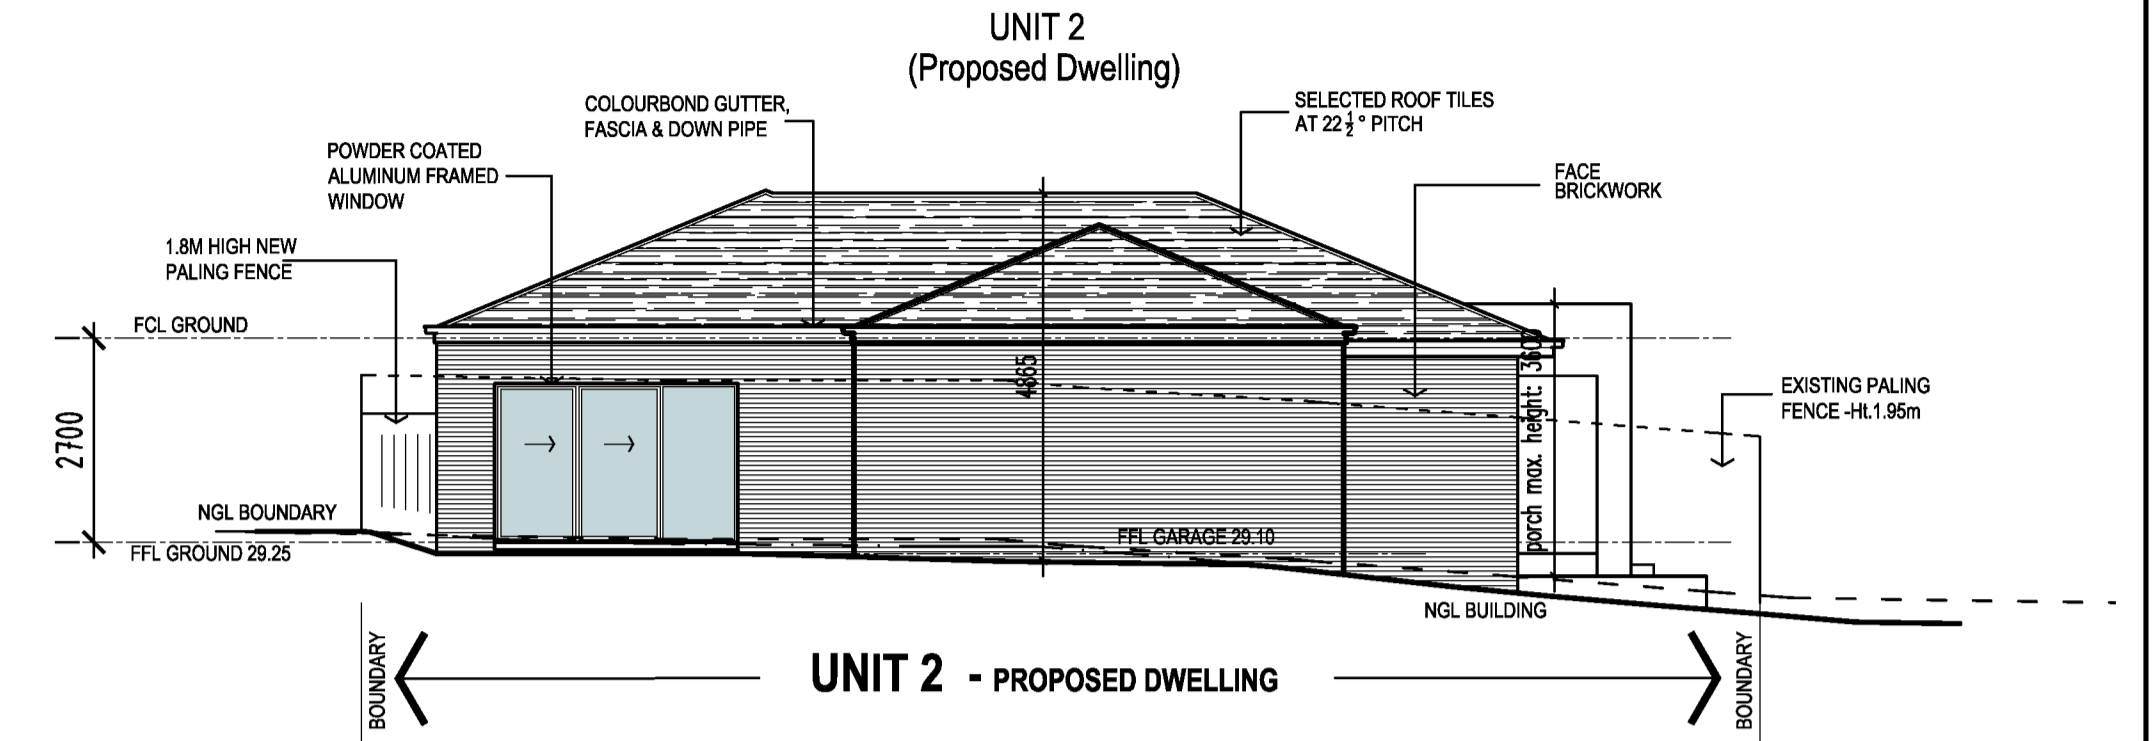 UNIT 2
(Proposed Dwelling)
COLOURBOND GUTTER,
FASCIA & DOWN PIPE
SELECTED ROOF TILES
AT 22 ½° PITCH
POWDER COATED
ALUMINUM FRAMED
WINDOW
FACE
BRICKWORK
1.8M HIGH NEW
PALING FENCE
FCL GROUND
2700
4865
porch max. height: 3600
EXISTING PALING
FENCE -Ht.1.95m
NGL BOUNDARY
FFL GROUND 29.25
FFL GARAGE 29.10
NGL BUILDING
BOUNDARY
UNIT 2 - PROPOSED DWELLING
BOUNDARY